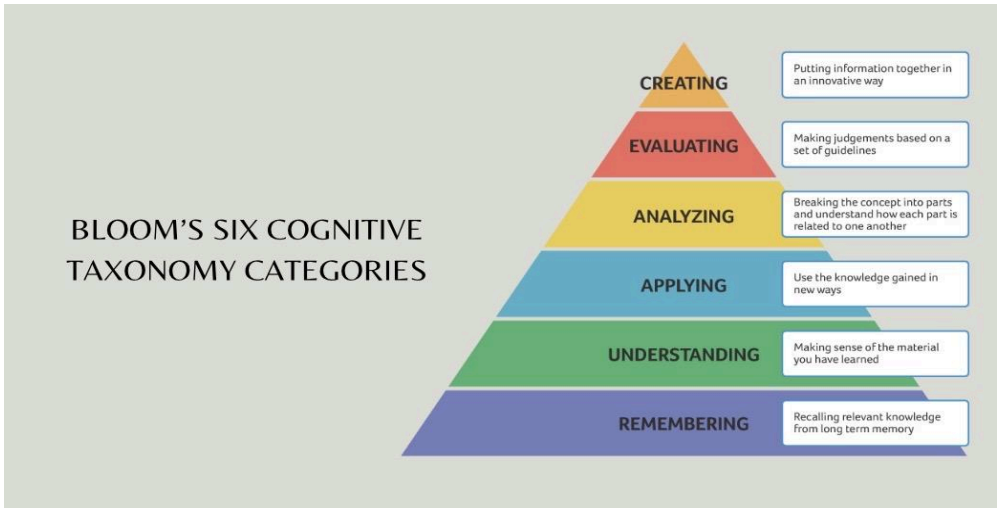 BLOOM'S SIX COGNITIVE
TAXONOMY CATEGORIES
CREATING
Putting information together in
an innovative way
EVALUATING
Making judgements based on a
set of guidelines
ANALYZING
Breaking the concept into parts
and understand how each part is
related to one another
APPLYING
Use the knowledge gained in
new ways
UNDERSTANDING
Making sense of the material
you have learned
REMEMBERING
Recalling relevant knowledge
from long term memory